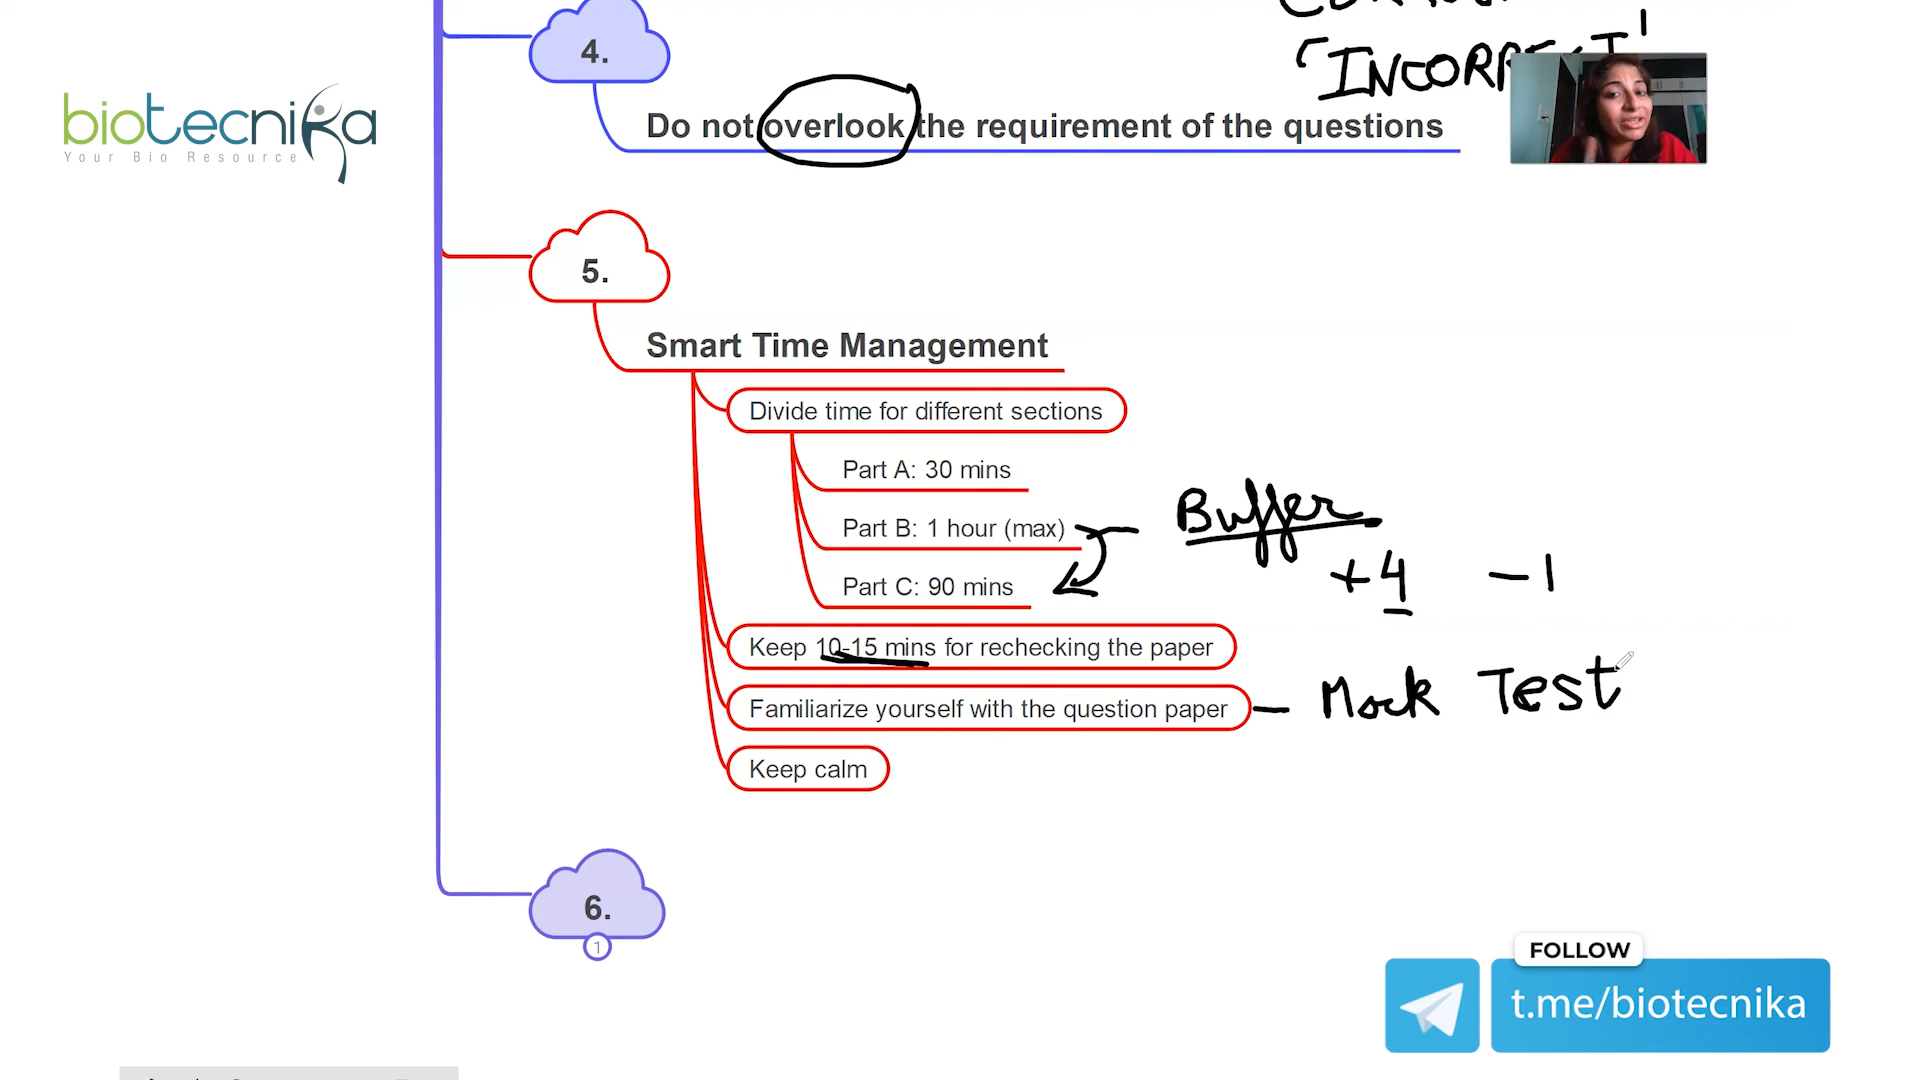 4.
'INCORRECT'
Do not overlook the requirement of the questions
biotecnika
Your Bio Resource
5.
Smart Time Management
Divide time for different sections
Part A: 30 mins
Part B: 1 hour (max)
Buffer
Part C: 90 mins
+4 -1
Keep 10-15 mins for rechecking the paper
Familiarize yourself with the question paper
Mock Test
Keep calm
6.
1
FOLLOW
t.me/biotecnika